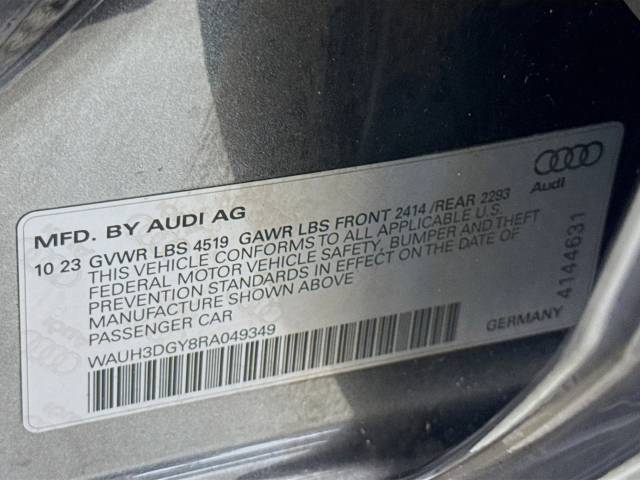 Audi
MFD. BY AUDI AG
10 23 GVWR LBS 4519 GAWR LBS FRONT 2414 /REAR 2293
THIS VEHICLE CONFORMS TO ALL APPLICABLE U.S.
FEDERAL MOTOR VEHICLE SAFETY, BUMPER AND THEFT
PREVENTION STANDARDS IN EFFECT ON THE DATE OF
MANUFACTURE SHOWN ABOVE
PASSENGER CAR
WAUH3DGY8RA049349
GERMANY
4144631